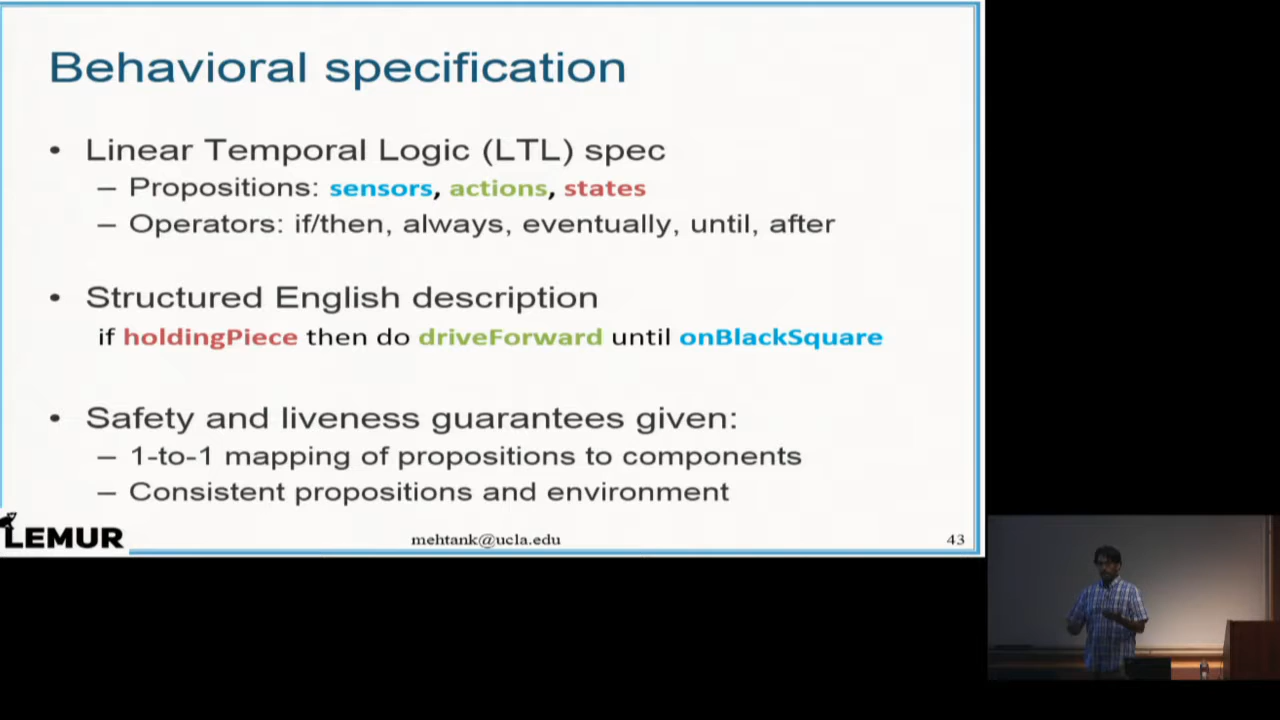 Behavioral specification
• Linear Temporal Logic (LTL) spec
– Propositions: sensors, actions, states
– Operators: if/then, always, eventually, until, after
• Structured English description
if holdingPiece then do driveForward until onBlackSquare
• Safety and liveness guarantees given:
– 1-to-1 mapping of propositions to components
– Consistent propositions and environment
LEMUR
mehtank@ucla.edu
43